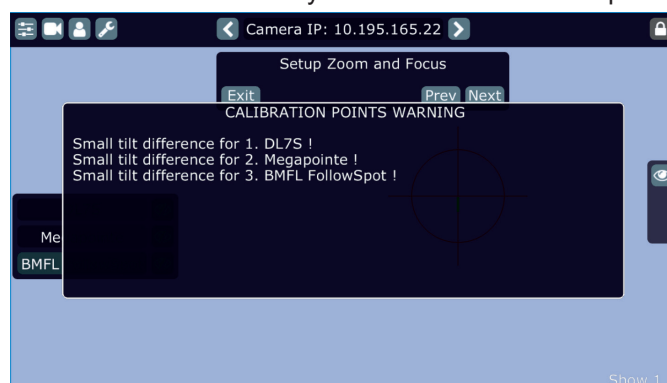 Camera IP: 10.195.165.22
Setup Zoom and Focus
Exit Prev Next
CALIBRATION POINTS WARNING
Small tilt difference for 1. DL7S !
Small tilt difference for 2. Megapointe !
Small tilt difference for 3. BMFL FollowSpot !
Me
BMFL
Show 1